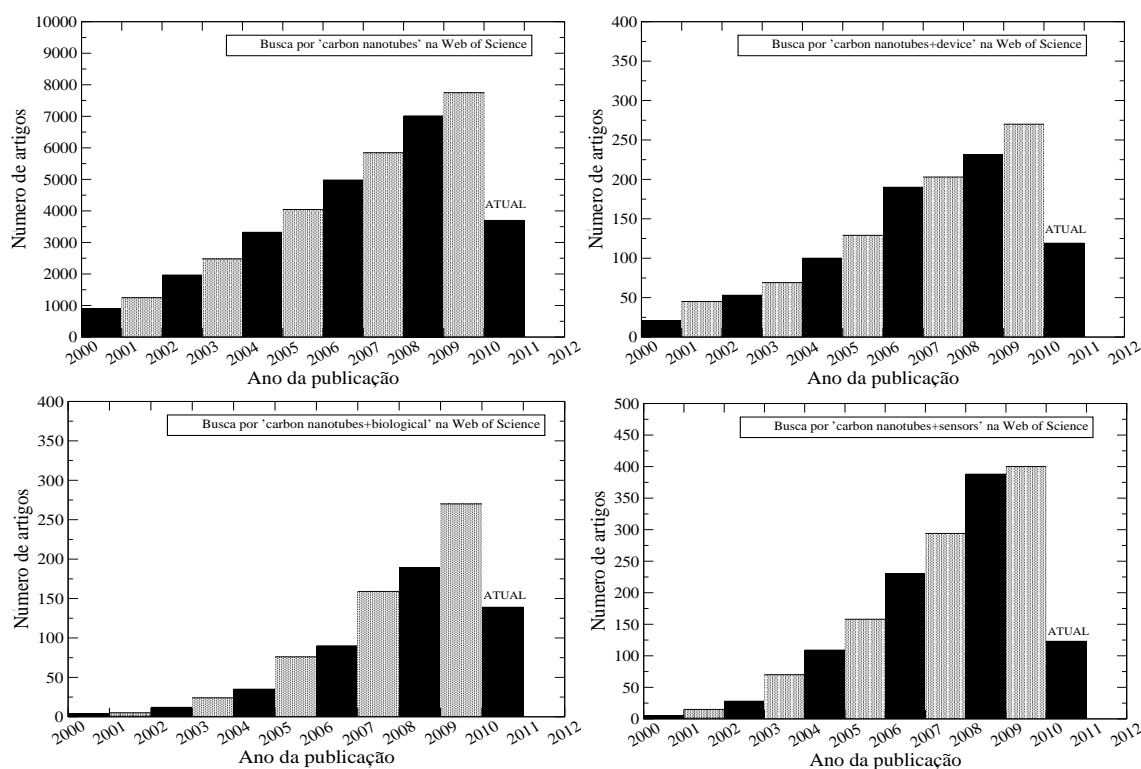 10000
9000
8000
7000
6000
5000
4000
3000
2000
1000
0
Número de artigos
Busca por 'carbon nanotubes' na Web of Science
ATUAL
2000 2001 2002 2003 2004 2005 2006 2007 2008 2009 2010 2012
Ano da publicação
400
350
300
250
200
150
100
50
0
Número de artigos
Busca por 'carbon nanotubes+device' na Web of Science
ATUAL
2000 2001 2002 2003 2004 2005 2006 2007 2008 2009 2010 2012
Ano da publicação
400
350
300
250
200
150
100
50
0
Número de artigos
Busca por 'carbon nanotubes+biological' na Web of Science
ATUAL
2000 2001 2002 2003 2004 2005 2006 2007 2008 2009 2010 2012
Ano da publicação
500
450
400
350
300
250
200
150
100
50
0
Número de artigos
Busca por 'carbon nanotubes+sensors' na Web of Science
ATUAL
2000 2001 2002 2003 2004 2005 2006 2007 2008 2009 2010 2012
Ano da publicação